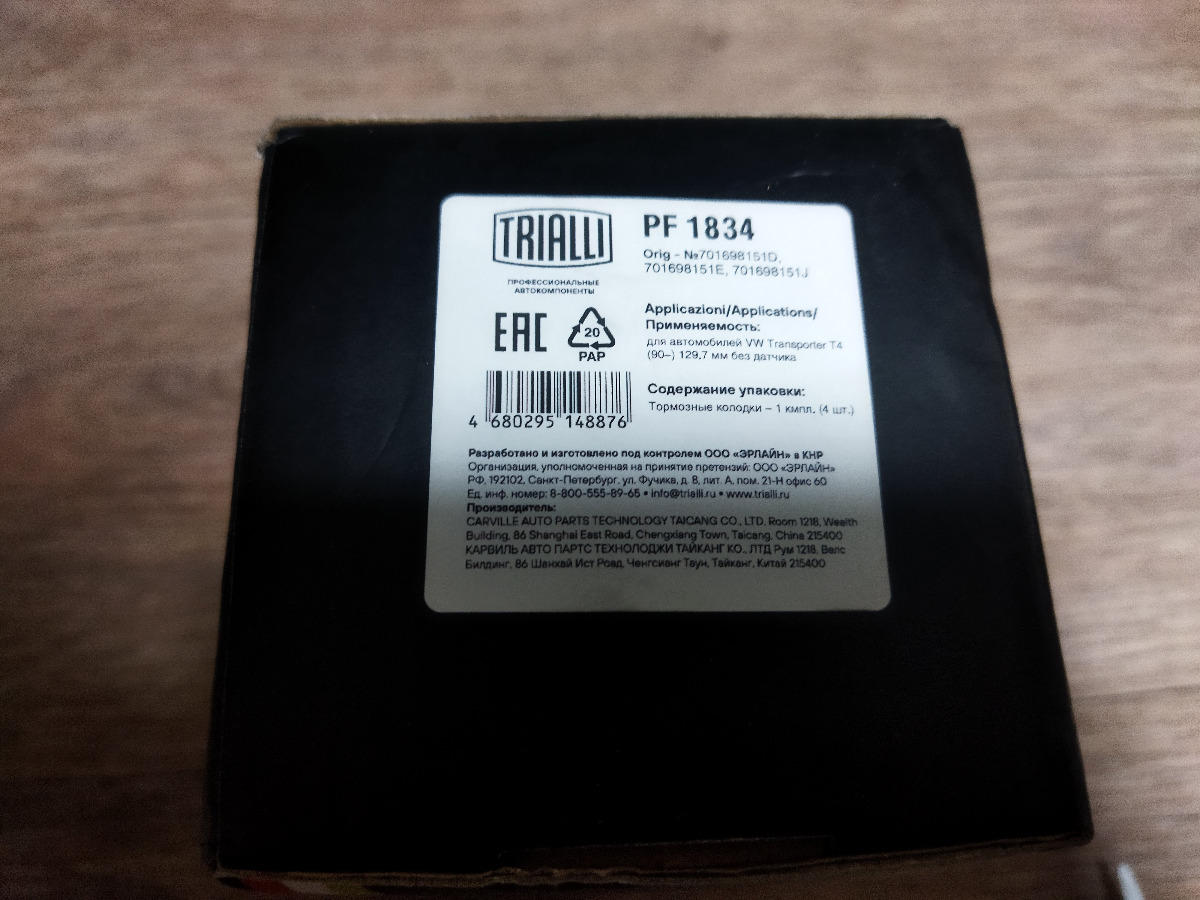 TRIALLI
ПРОФЕССИОНАЛЬНЫЕ
АВТОКОМПОНЕНТЫ
EAC
20
PAP
4 680295 148876
PF 1834
Orig - №701698151D,
701698151E, 701698151J
Applicazioni/Applications/
Применяемость:
для автомобилей VW Transporter T4
(90–) 129,7 мм без датчика
Содержание упаковки:
Тормозные колодки – 1 кмпл. (4 шт.)
Разработано и изготовлено под контролем ООО «ЭРЛАЙН» в КНР
Организация, уполномоченная на принятие претензий: ООО «ЭРЛАЙН»
РФ, 192102, Санкт-Петербург, ул. Фучика, д. 8, лит. А, пом. 21-Н офис 60
Ед. инф. номер: 8-800-555-89-65 • info@trialli.ru • www.trialli.ru
Производитель:
CARVILLE AUTO PARTS TECHNOLOGY TAICANG CO., LTD. Room 1218, Wealth
Building, 86 Shanghai East Road, Chengxiang Town, Taicang, China 215400
КАРВИЛЬ АВТО ПАРТС ТЕХНОЛОДЖИ ТАЙКАНГ КО., ЛТД Рум 1218, Велс
Билдинг, 86 Шанхай Ист Роад, Ченгсианг Таун, Тайканг, Китай 215400